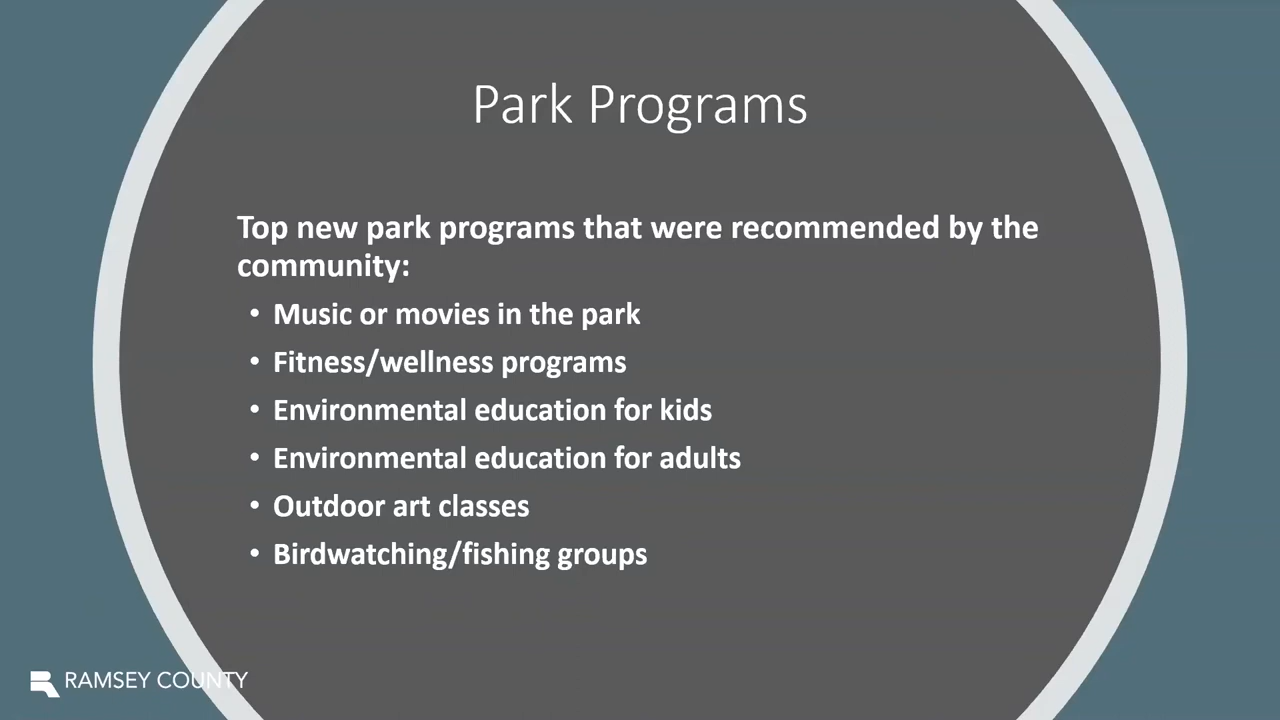 Park Programs
Top new park programs that were recommended by the
community:
• Music or movies in the park
• Fitness/wellness programs
• Environmental education for kids
• Environmental education for adults
• Outdoor art classes
• Birdwatching/fishing groups
RAMSEY COUNTY